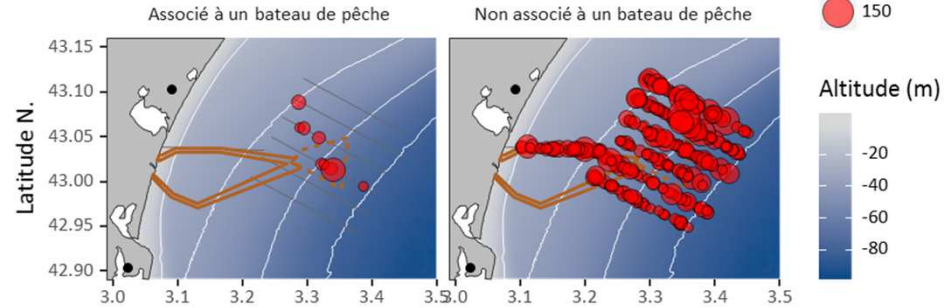 Associé à un bateau de pêche
Non associé à un bateau de pêche
150
Altitude (m)
-20
-40
-60
-80
Latitude N.
43.15
43.10
43.05
43.00
42.95
42.90
3.0 3.1 3.2 3.3 3.4 3.5
3.0 3.1 3.2 3.3 3.4 3.5